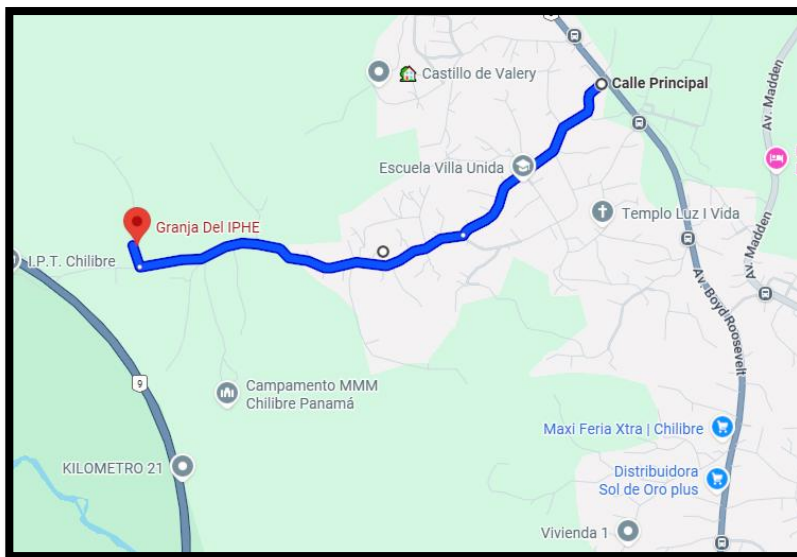 Castillo de Valery
Calle Principal
Av. Madden
Escuela Villa Unida
Granja Del IPHE
Templo Luz I Vida
I.P.T. Chilibre
Av. Madden
Av. Boyd Roosevelt
9
Campamento MMM
Chilibre Panamá
Maxi Feria Xtra | Chilibre
KILOMETRO 21
Distribuidora
Sol de Oro plus
Vivienda 1